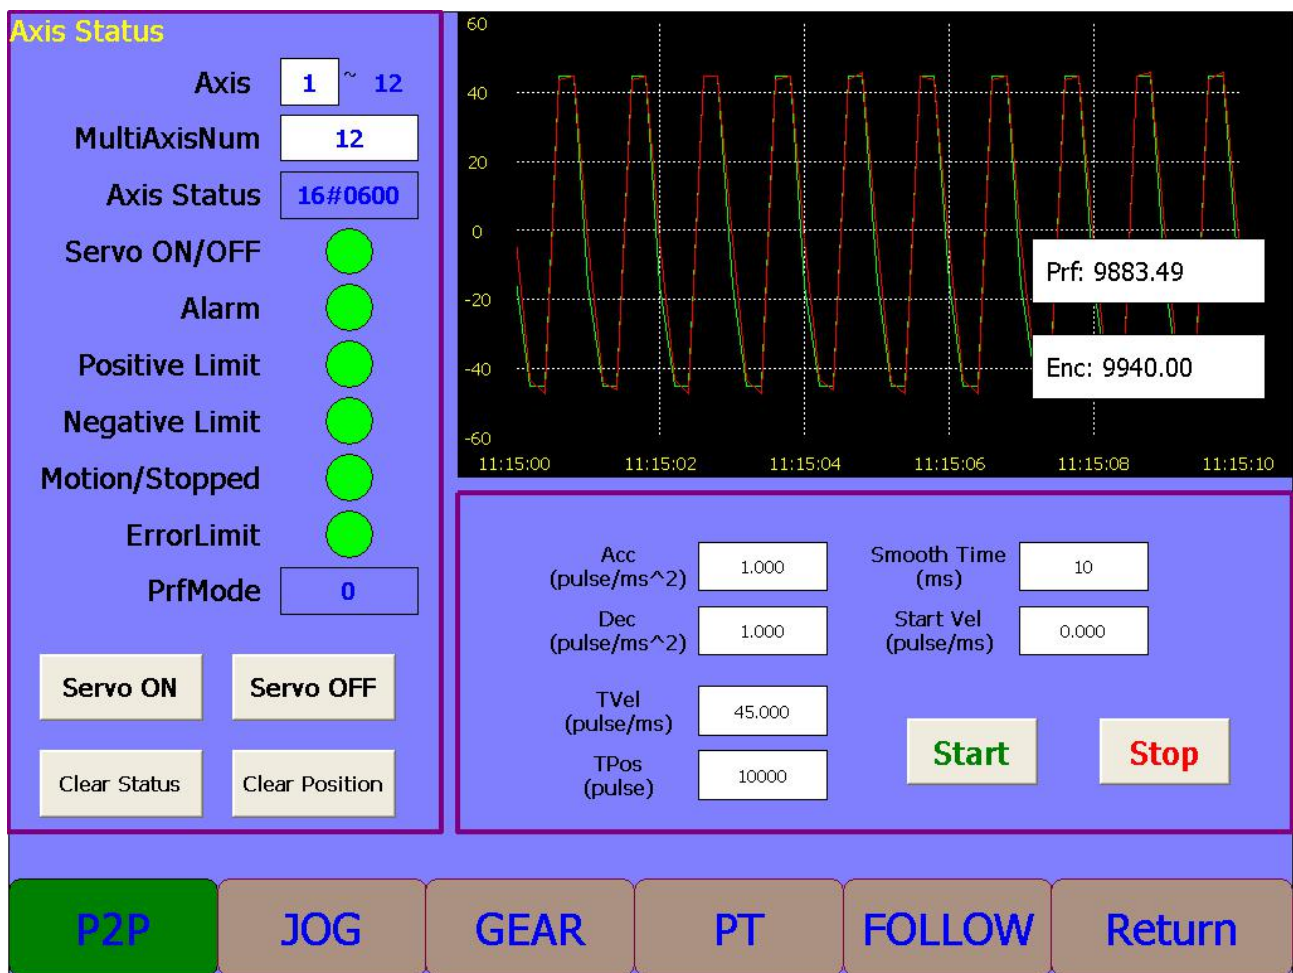 Axis Status
Axis 1 ~ 12
MultiAxisNum 12
Axis Status 16#0600
Servo ON/OFF
Alarm
Positive Limit
Negative Limit
Motion/Stopped
ErrorLimit
PrfMode 0
Servo ON Servo OFF
Clear Status Clear Position
60
40
20
0
-20
-40
-60
11:15:00 11:15:02 11:15:04 11:15:06 11:15:08 11:15:10
Prf: 9883.49
Enc: 9940.00
Acc
(pulse/ms^2) 1.000
Smooth Time
(ms) 10
Dec
(pulse/ms^2) 1.000
Start Vel
(pulse/ms) 0.000
TVel
(pulse/ms) 45.000
TPos
(pulse) 10000
Start Stop
P2P JOG GEAR PT FOLLOW Return